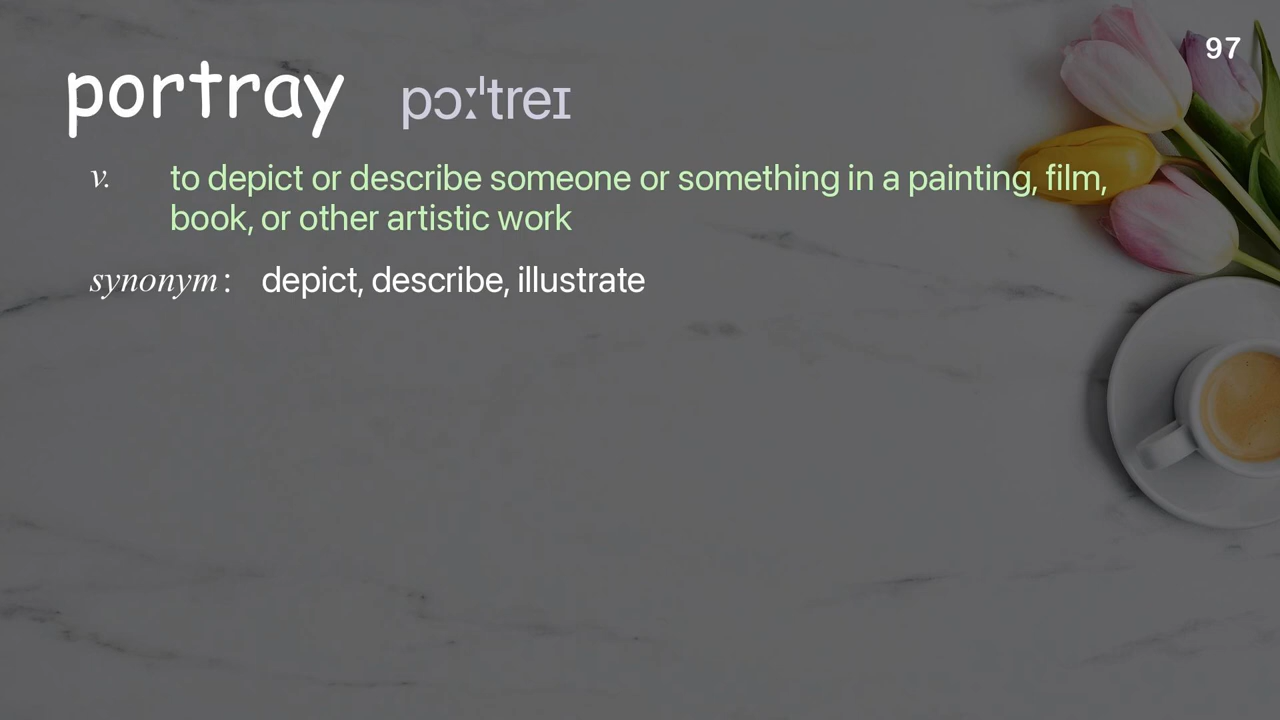 97
portray pɔːˈtreɪ
v. to depict or describe someone or something in a painting, film,
book, or other artistic work
synonym : depict, describe, illustrate